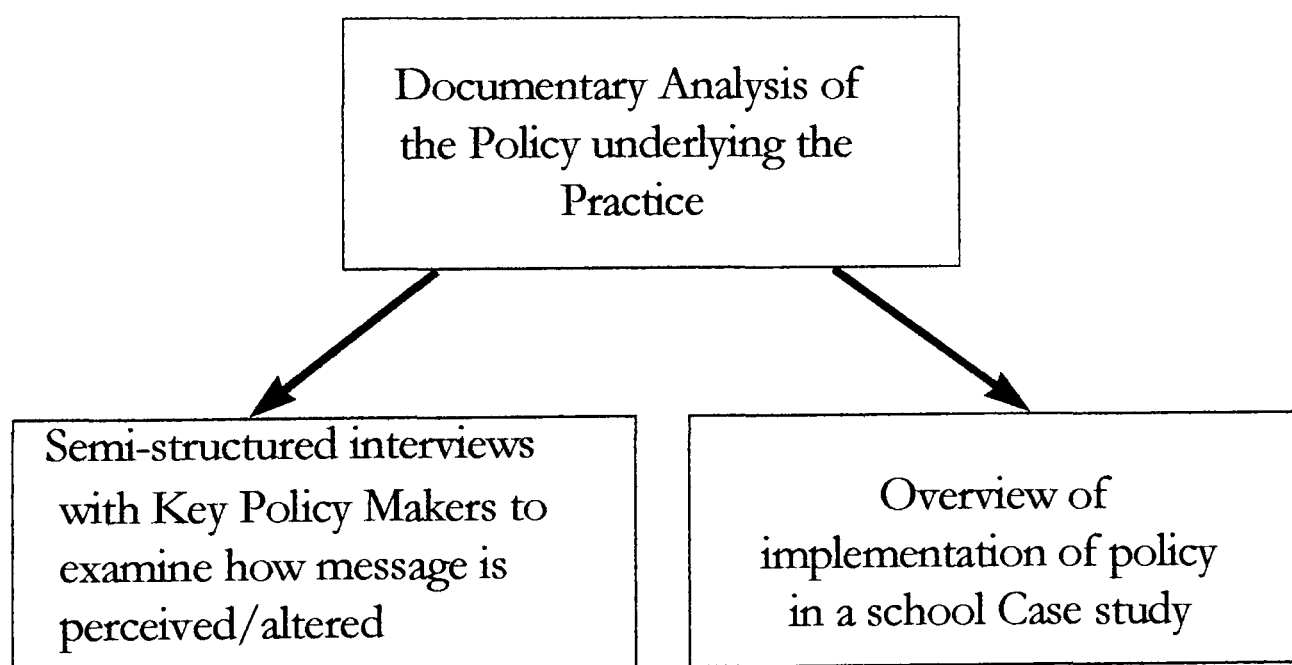 Documentary Analysis of
the Policy underlying the
Practice
Semi-structured interviews
with Key Policy Makers to
examine how message is
perceived/altered
Overview of
implementation of policy
in a school Case study